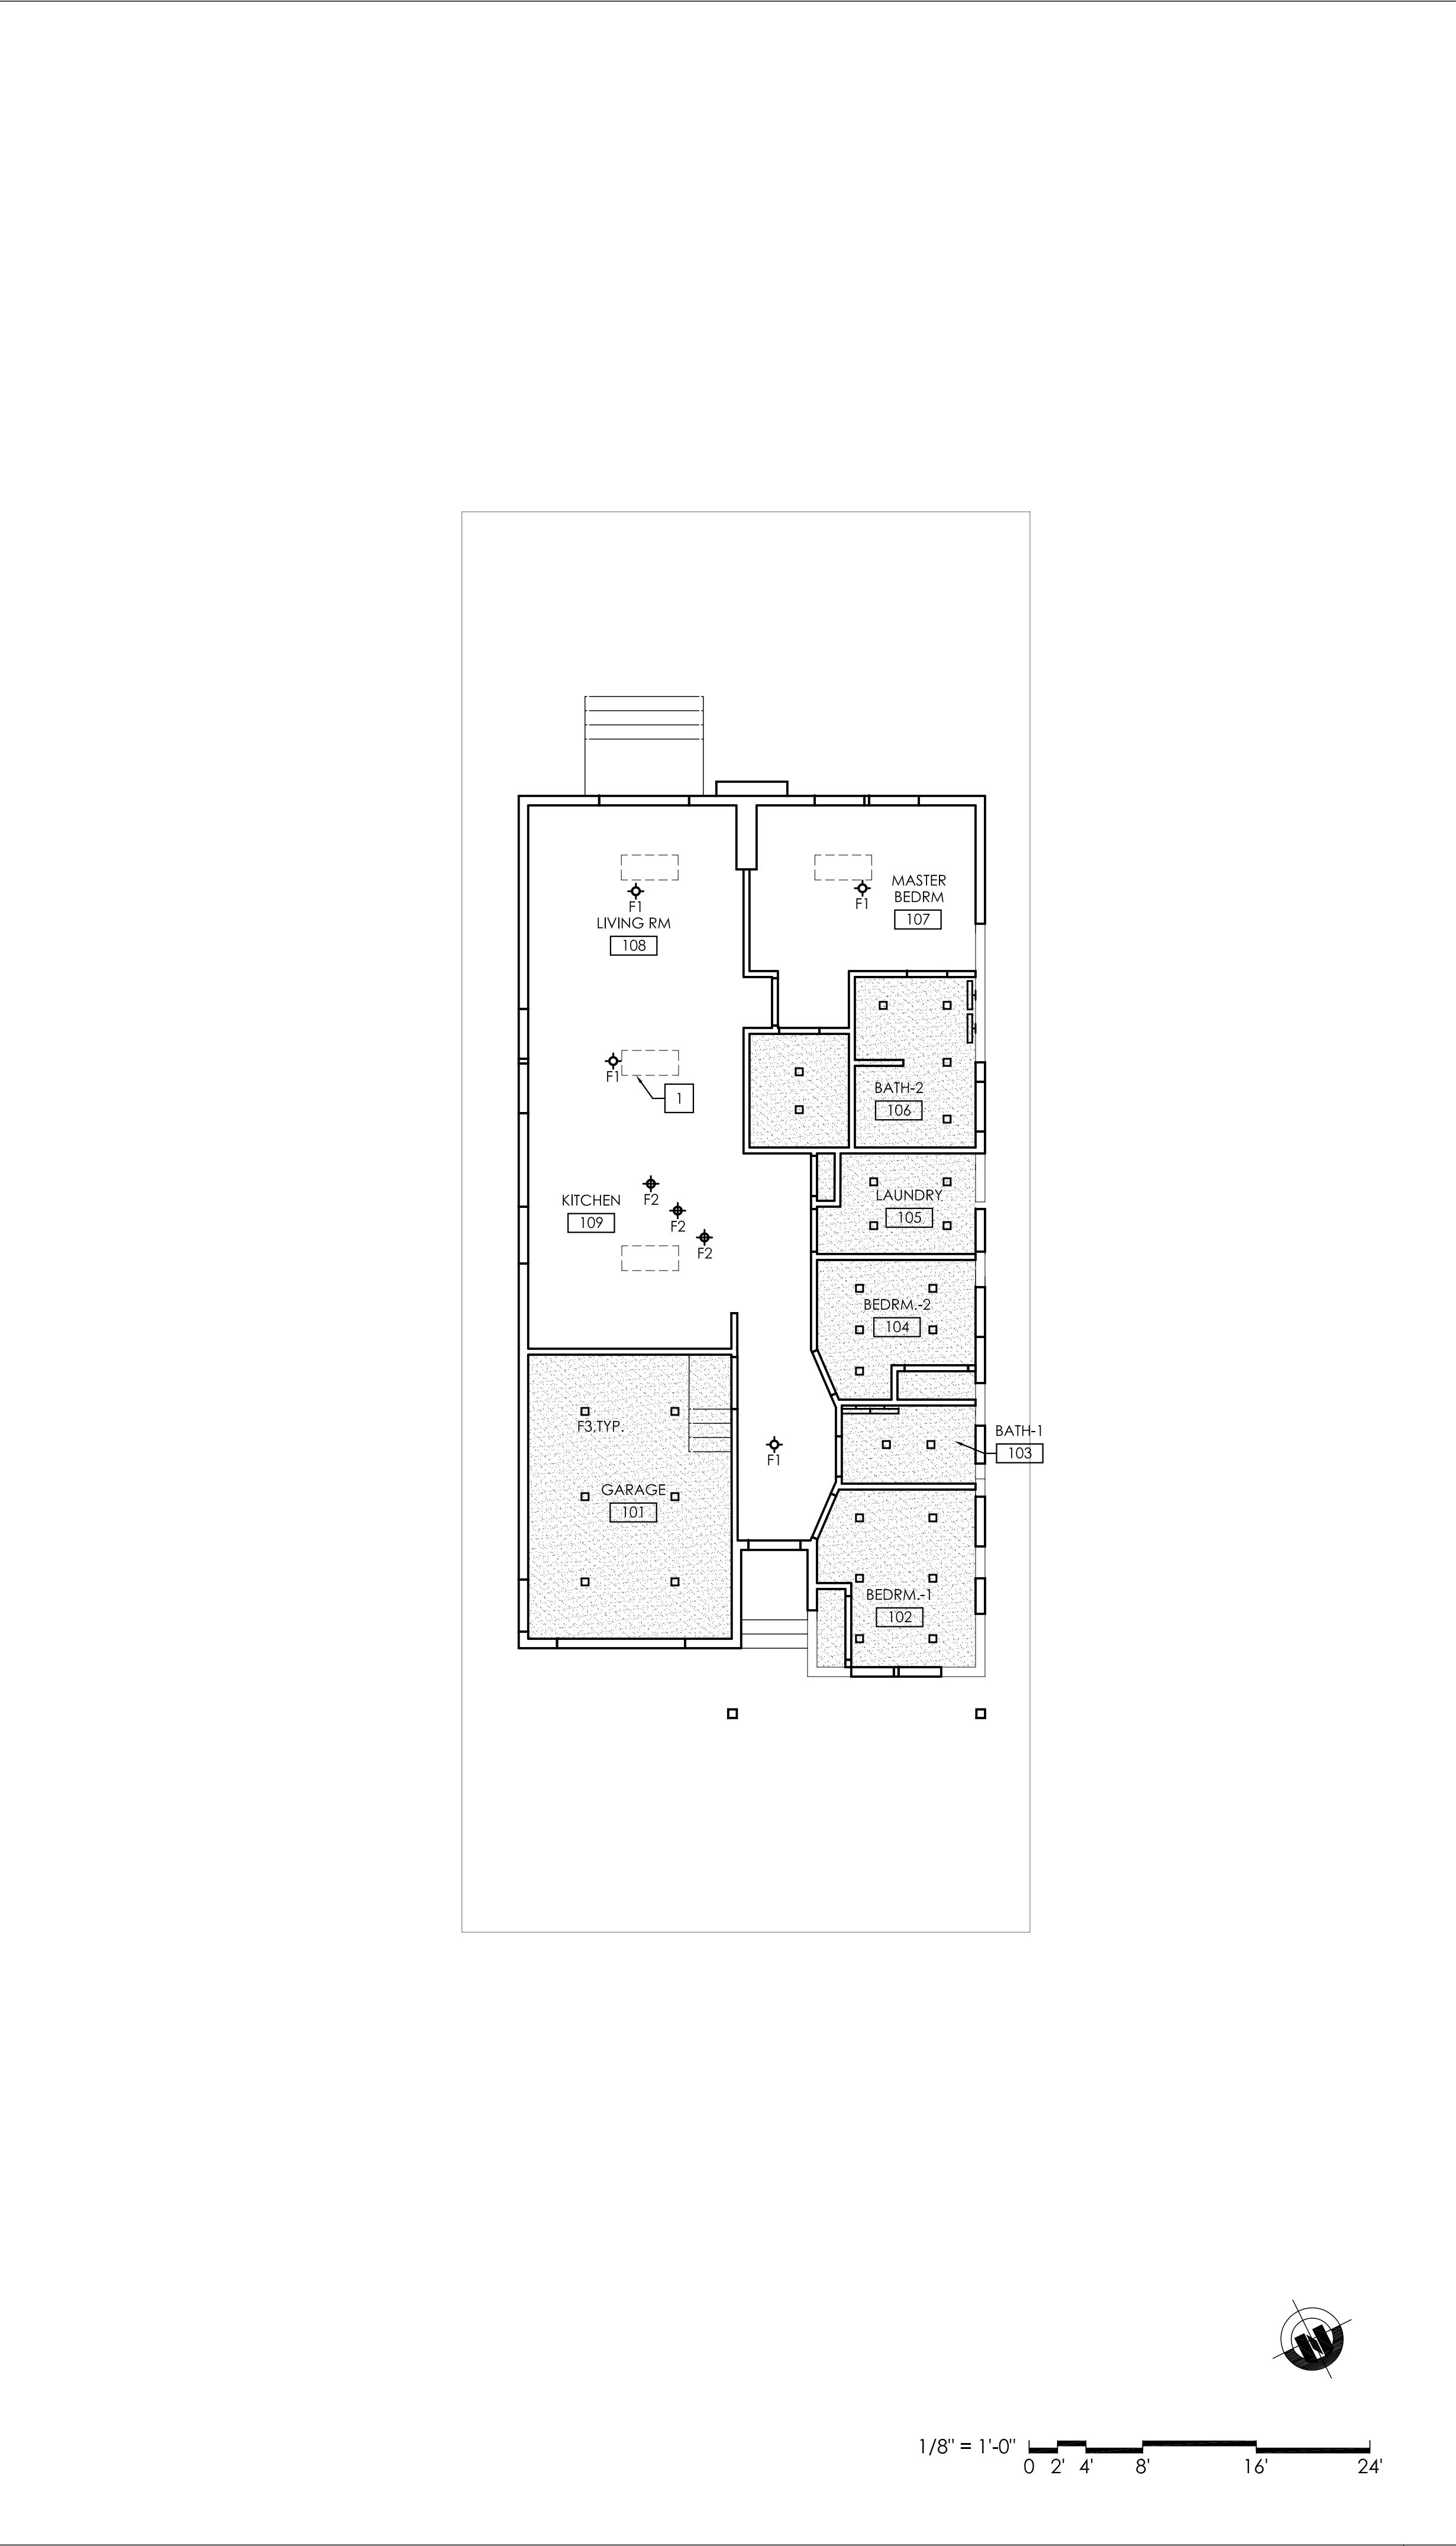 F1
LIVING RM
108
F1
MASTER
BEDRM
107
F1
1
BATH-2
106
F2
F2
F2
KITCHEN
109
LAUNDRY
105
BEDRM.-2
104
F3,TYP.
GARAGE
101
F1
BATH-1
103
BEDRM.-1
102
1/8" = 1'-0"
0 2' 4' 8' 16' 24'